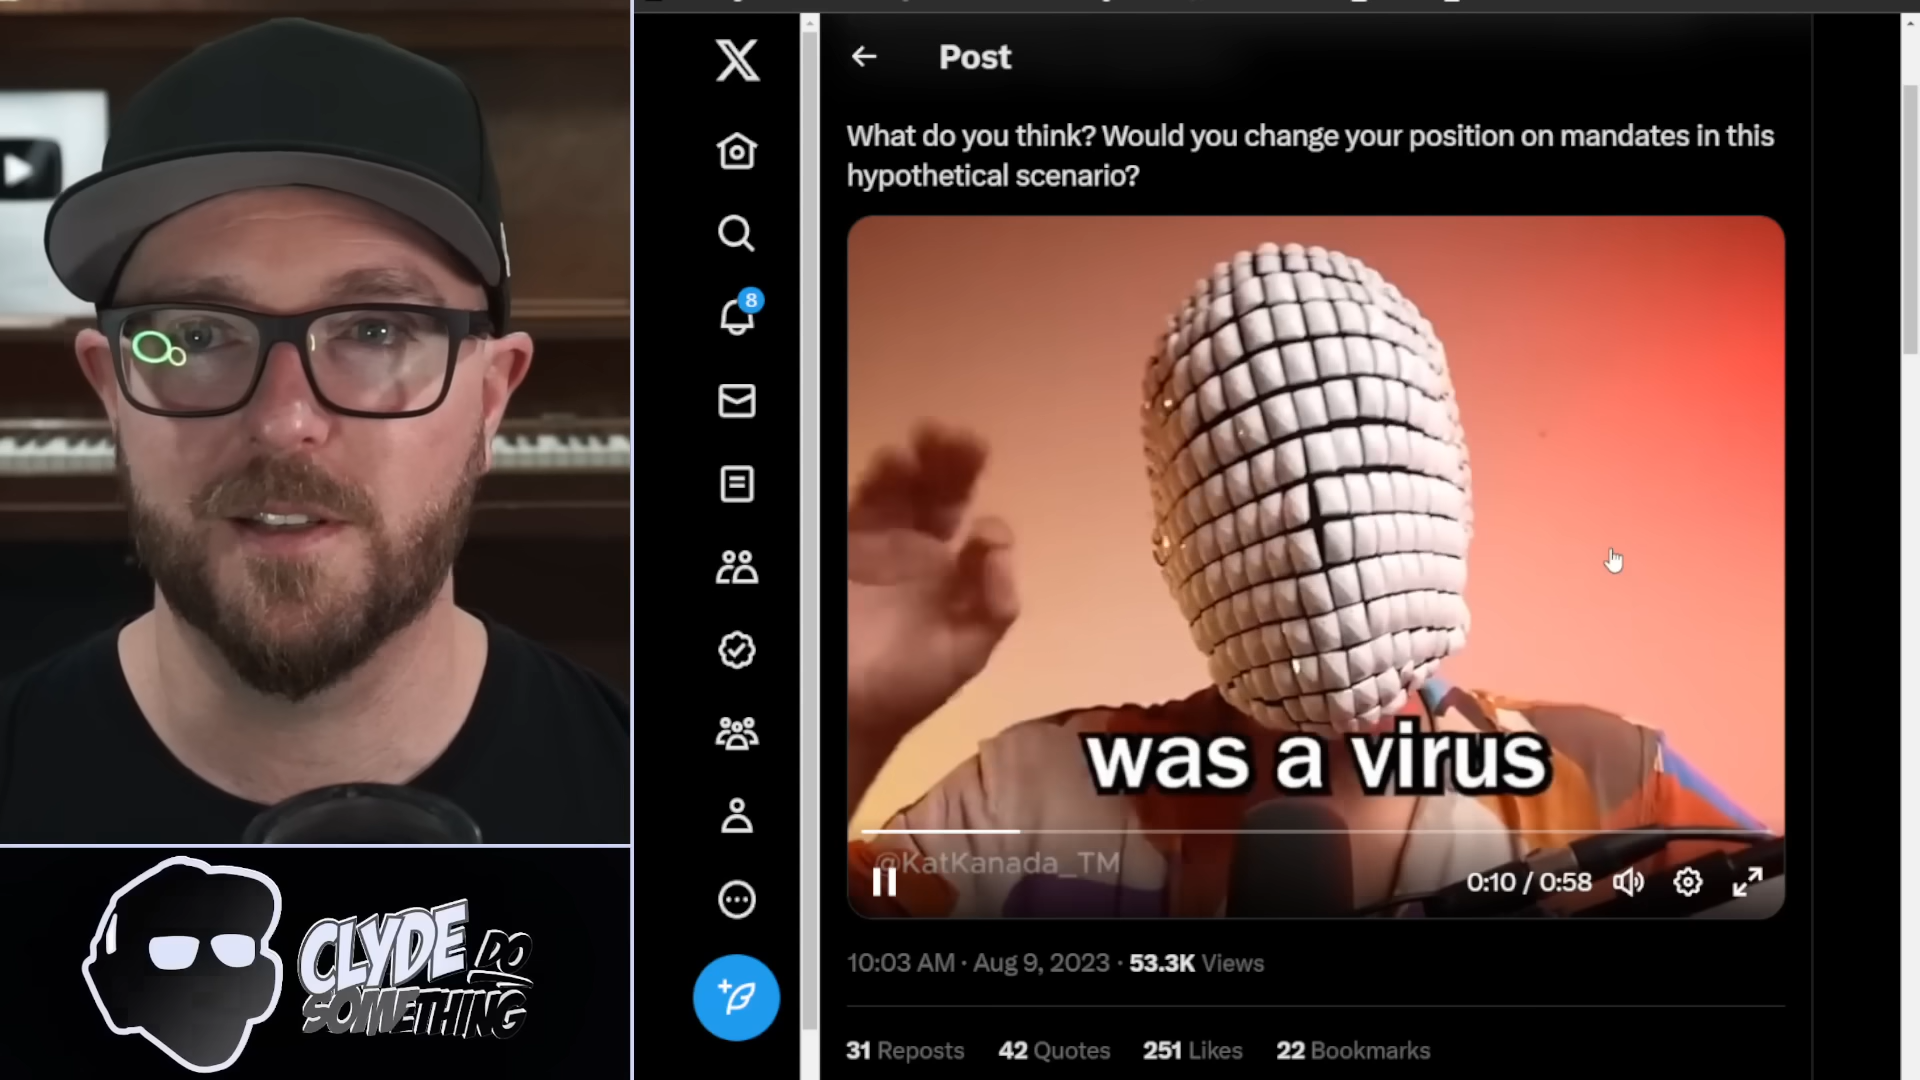 Post
What do you think? Would you change your position on mandates in this
hypothetical scenario?
8
was a virus
@KatKanada_TM
0:10 / 0:58
10:03 AM · Aug 9, 2023 · 53.3K Views
31 Reposts 42 Quotes 251 Likes 22 Bookmarks
CLYDE DO
SOMETHING